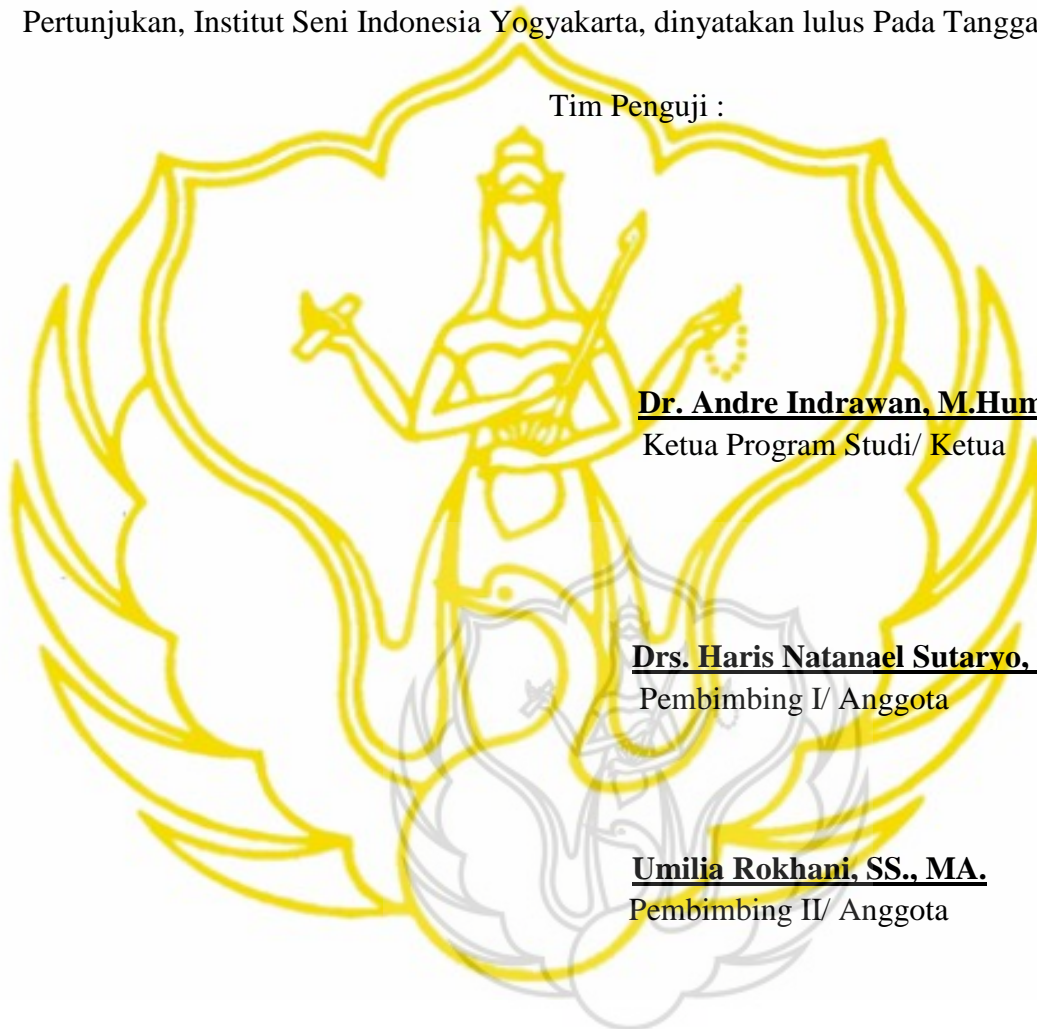 Pertunjukan, Institut Seni Indonesia Yogyakarta, dinyatakan lulus Pada Tangga
Tim Penguji :
Dr. Andre Indrawan, M.Hum
Ketua Program Studi/ Ketua
Drs. Haris Natanael Sutaryo,
Pembimbing I/ Anggota
Umilia Rokhani, SS., MA.
Pembimbing II/ Anggota